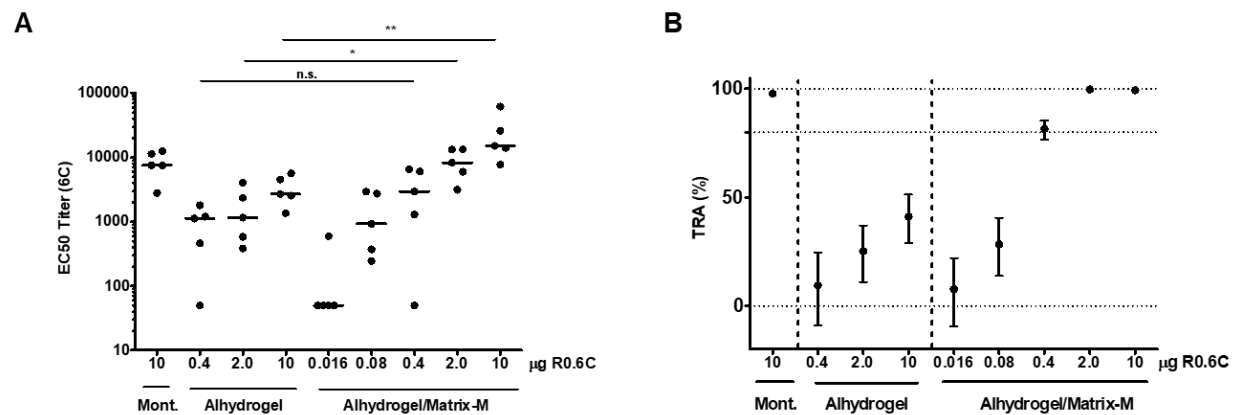 A
**
*
n.s.
EC50 Titer (6C)
100000
10000
1000
100
10
10 0.4 2.0 10 0.016 0.08 0.4 2.0 10 µg R0.6C
Mont. Alhydrogel Alhydrogel/Matrix-M
B
TRA (%)
100
50
0
10 0.4 2.0 10 0.016 0.08 0.4 2.0 10 µg R0.6C
Mont. Alhydrogel Alhydrogel/Matrix-M